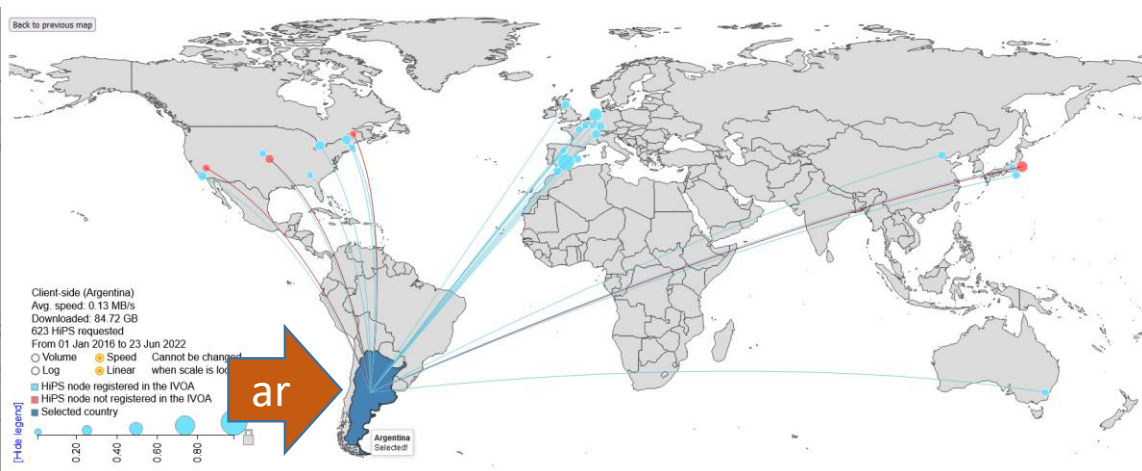 Back to previous map
Client-side (Argentina)
Avg. speed: 0.13 MB/s
Downloaded: 84.72 GB
623 HiPS requested
From 01 Jan 2016 to 23 Jun 2022
Volume Speed Cannot be changed
Log Linear when scale is loc
HiPS node registered in the IVOA
HiPS node not registered in the IVOA
Selected country
[Hide legend]
0.20 0.40 0.60 0.80
ar
Argentina
Selected!